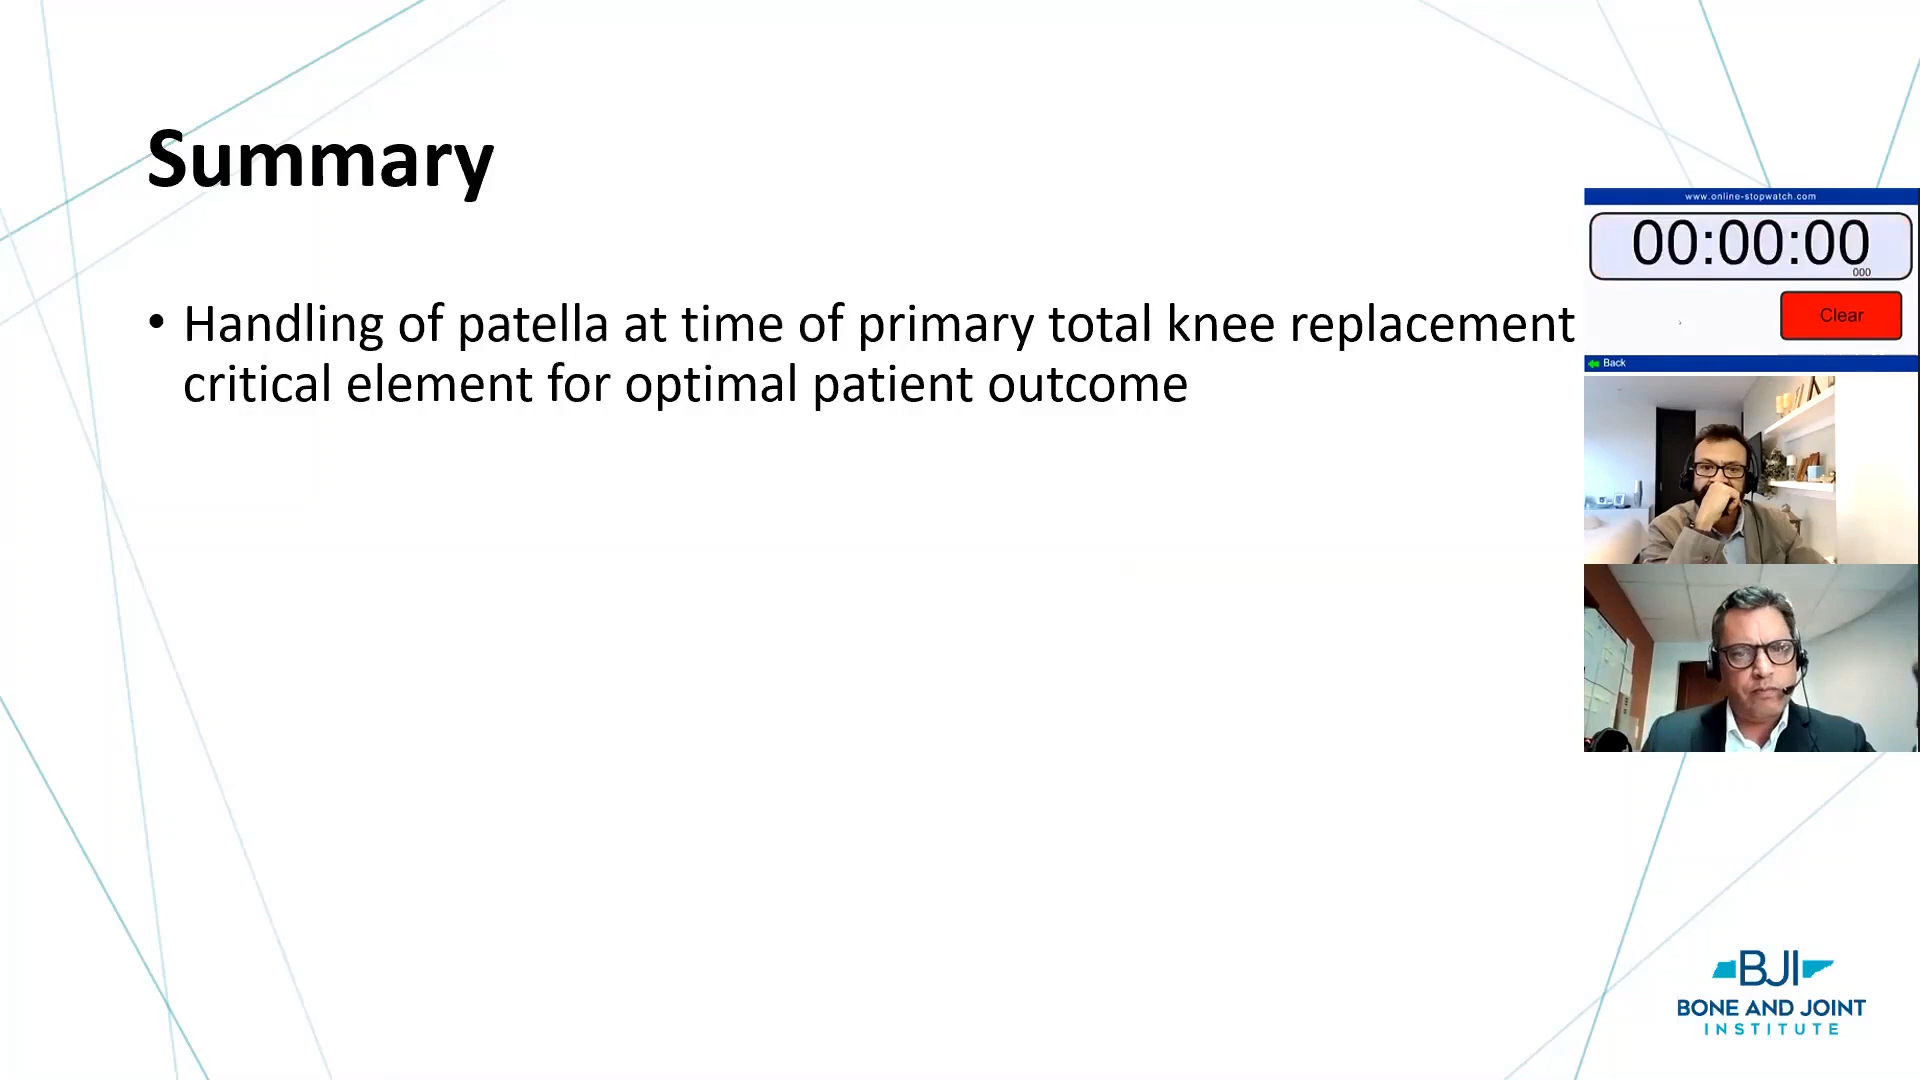 Summary
• Handling of patella at time of primary total knee replacement
critical element for optimal patient outcome
www.online-stopwatch.com
00:00:00
000
Clear
Back
BJI
BONE AND JOINT
INSTITUTE